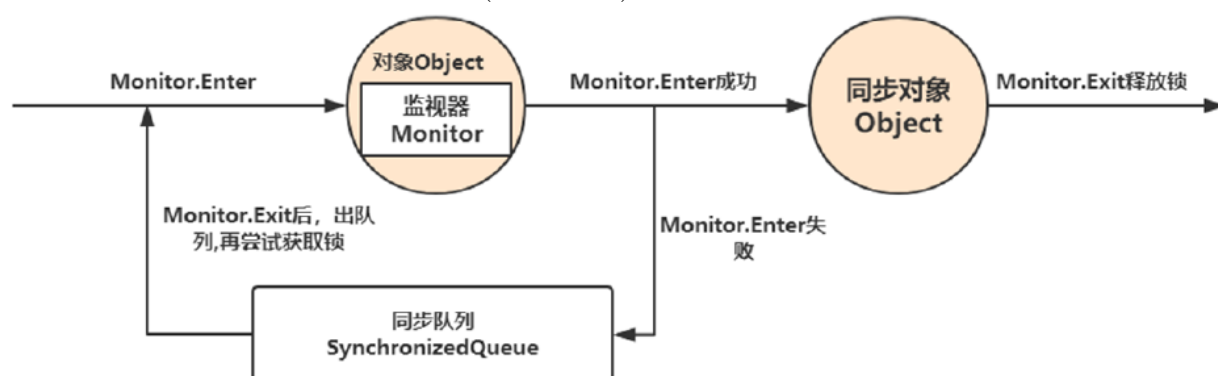 Monitor.Enter
对象Object
监视器
Monitor
Monitor.Enter成功
同步对象
Object
Monitor.Exit释放锁
Monitor.Exit后，出队
列,再尝试获取锁
Monitor.Enter失
败
同步队列
SynchronizedQueue